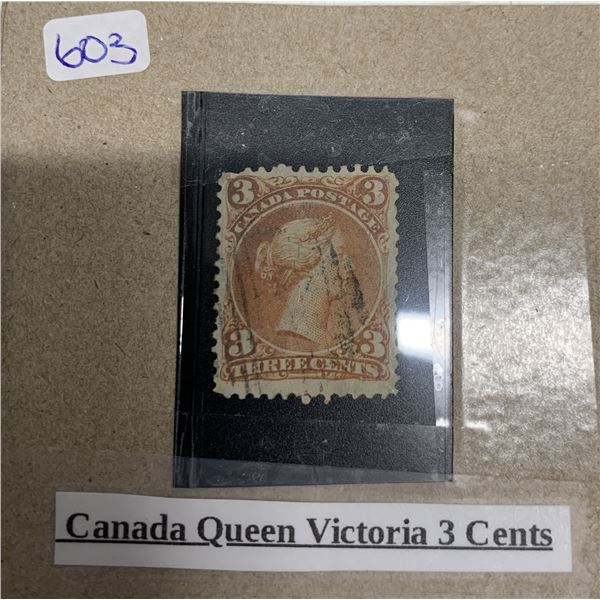 603
3 3
CANADA POSTAGE
3 3
THREE CENTS
Canada Queen Victoria 3 Cents